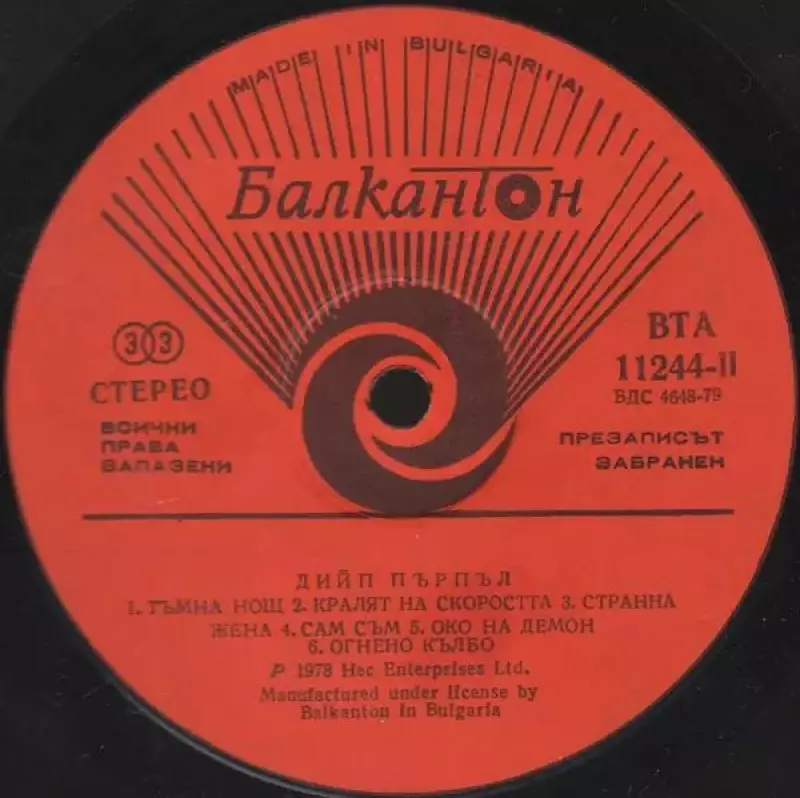 MADE IN BULGARIA
Балкантон
33
СТЕРЕО
ВСИЧКИ
ПРАВА
ЗАПАЗЕНИ
ВТА
11244-II
БДС 4648-79
ПРЕЗАПИСЪТ
ЗАБРАНЕН
ДИЙП ПЪРПЪЛ
1. ТЪМНА НОЩ 2. КРАЛЯТ НА СКОРОСТТА 3. СТРАННА
ЖЕНА 4. САМ СЪМ 5. ОКО НА ДЕМОН
6. ОГНЕНО КЪЛБО
P 1978 Hec Enterprises Ltd.
Manufactured under license by
Balkanton In Bulgaria